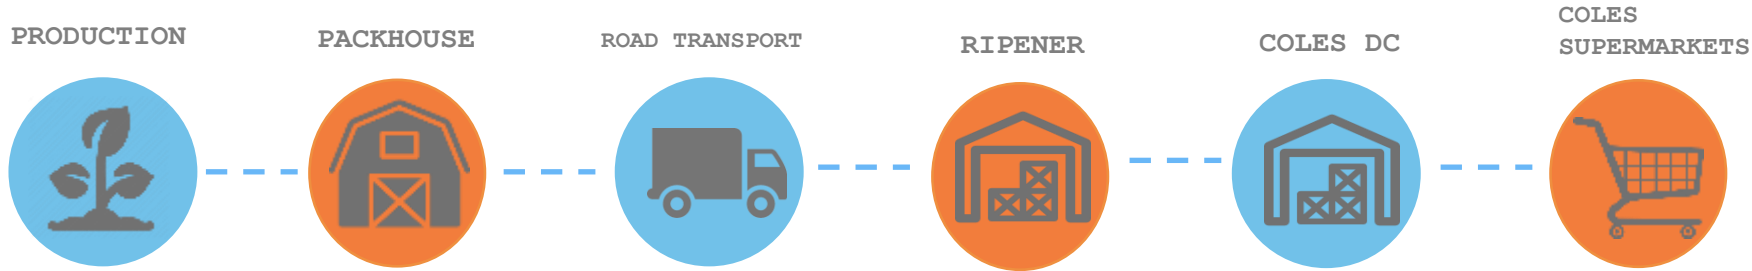 PRODUCTION
PACKHOUSE
ROAD TRANSPORT
RIPENER
COLES DC
COLES
SUPERMARKETS